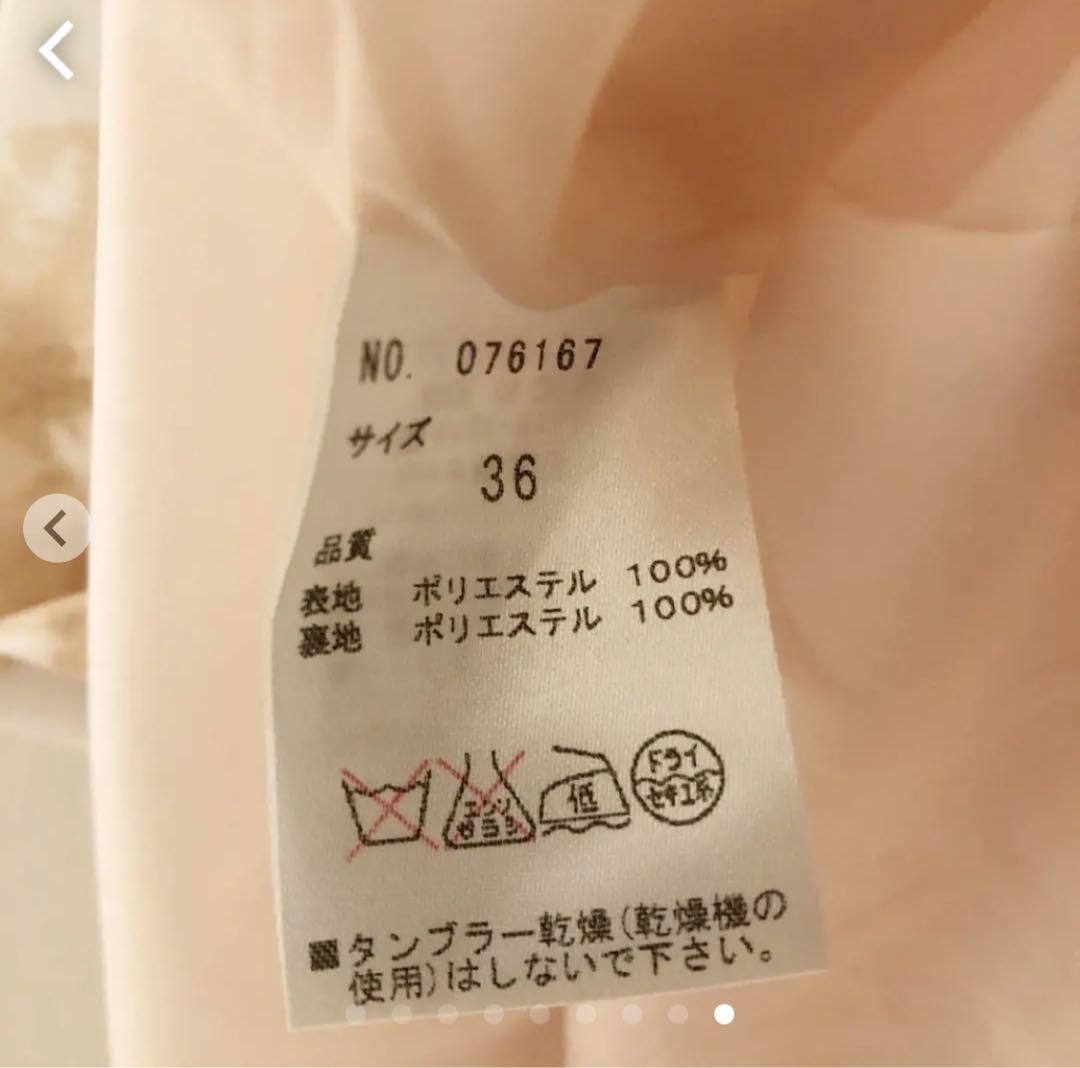 NO. 076167
サイズ
36
品質
表地 ポリエステル 100%
裏地 ポリエステル 100%
エンソ
サラシ
低
ドライ
セキユ系
■タンブラー乾燥(乾燥機の
使用)はしないで下さい。